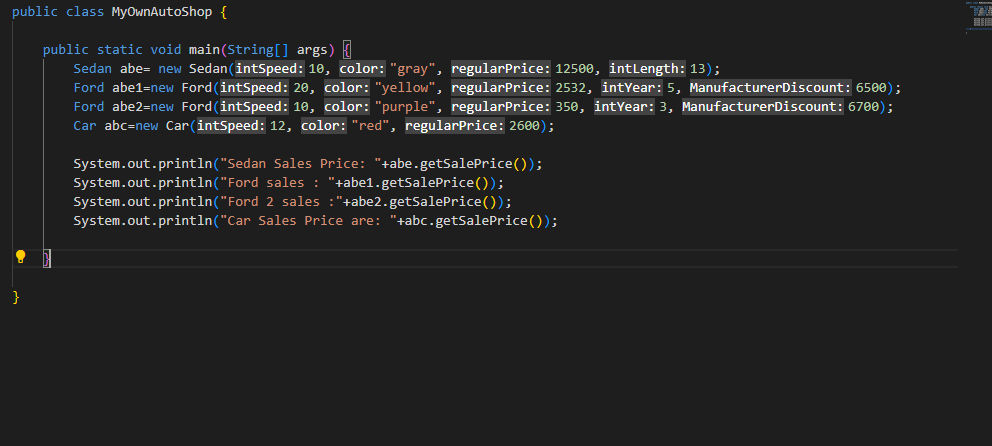 public class MyOwnAutoShop {
public static void main(String[] args) {
Sedan abe= new Sedan(intSpeed: 10, color: "gray", regularPrice: 12500, intLength: 13);
Ford abe1=new Ford(intSpeed: 20, color: "yellow", regularPrice: 2532, intYear: 5, ManufacturerDiscount: 6500);
Ford abe2=new Ford(intSpeed: 10, color: "purple", regularPrice: 350, intYear: 3, ManufacturerDiscount: 6700);
Car abc=new Car(intSpeed: 12, color: "red", regularPrice: 2600);
System.out.println("Sedan Sales Price: "+abe.getSalePrice());
System.out.println("Ford sales : "+abe1.getSalePrice());
System.out.println("Ford 2 sales :"+abe2.getSalePrice());
System.out.println("Car Sales Price are: "+abc.getSalePrice());
}
}